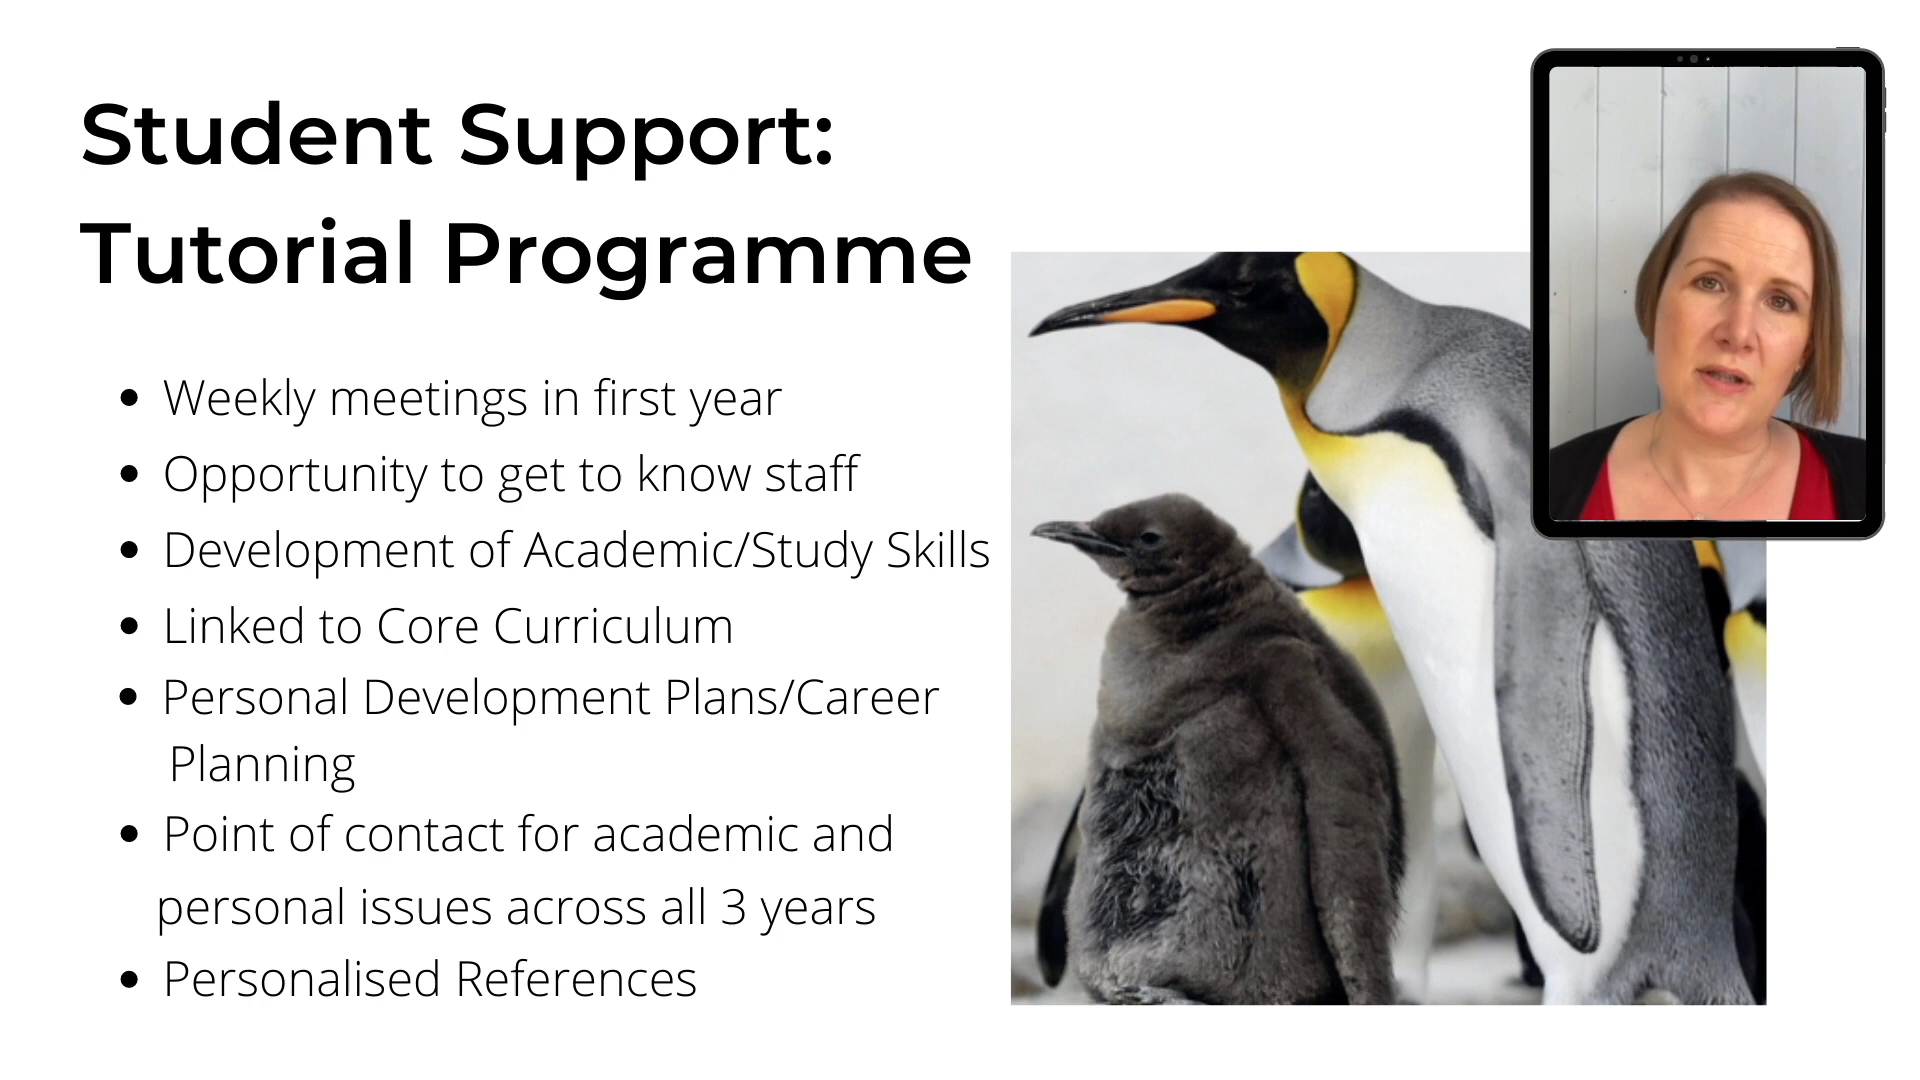 Student Support:
Tutorial Programme
• Weekly meetings in first year
• Opportunity to get to know staff
• Development of Academic/Study Skills
• Linked to Core Curriculum
• Personal Development Plans/Career
Planning
• Point of contact for academic and
personal issues across all 3 years
• Personalised References